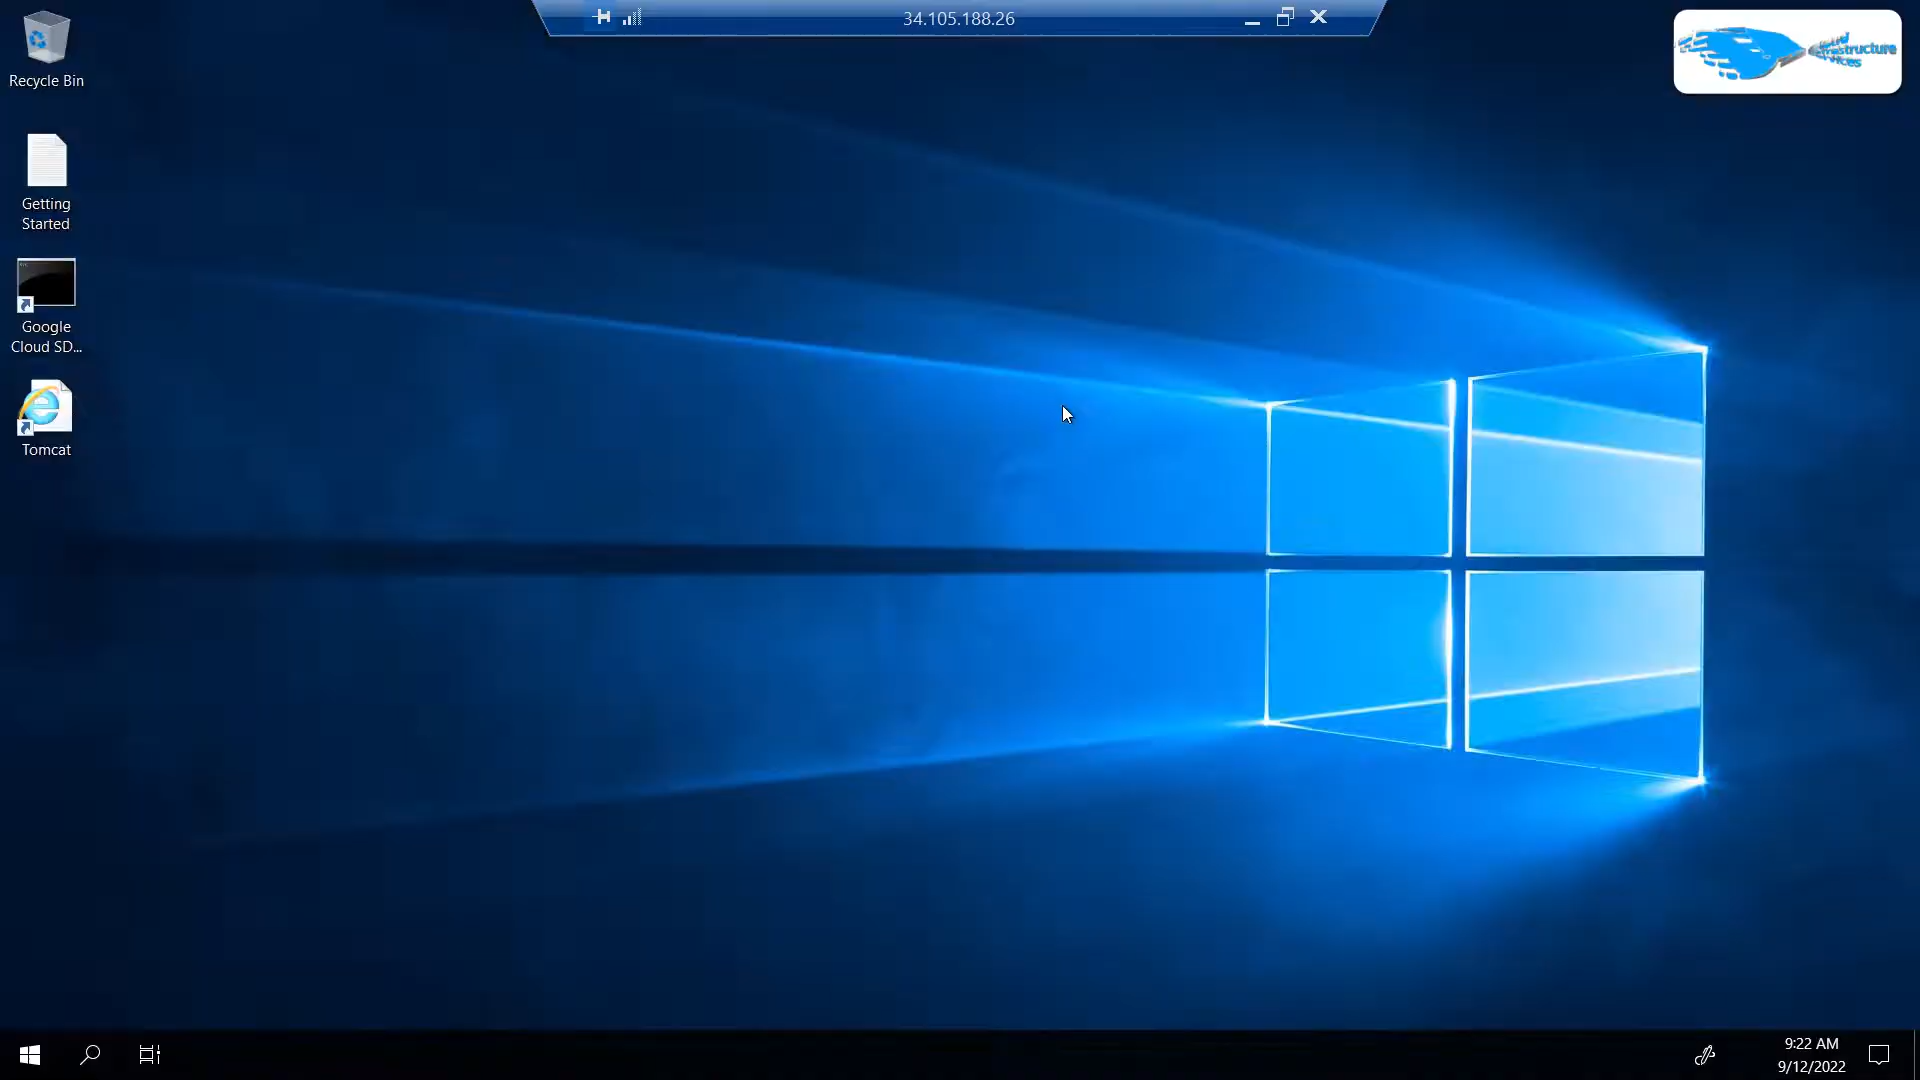 34.105.188.26
Recycle Bin
Getting
Started
Google
Cloud SD...
Tomcat
9:22 AM
9/12/2022